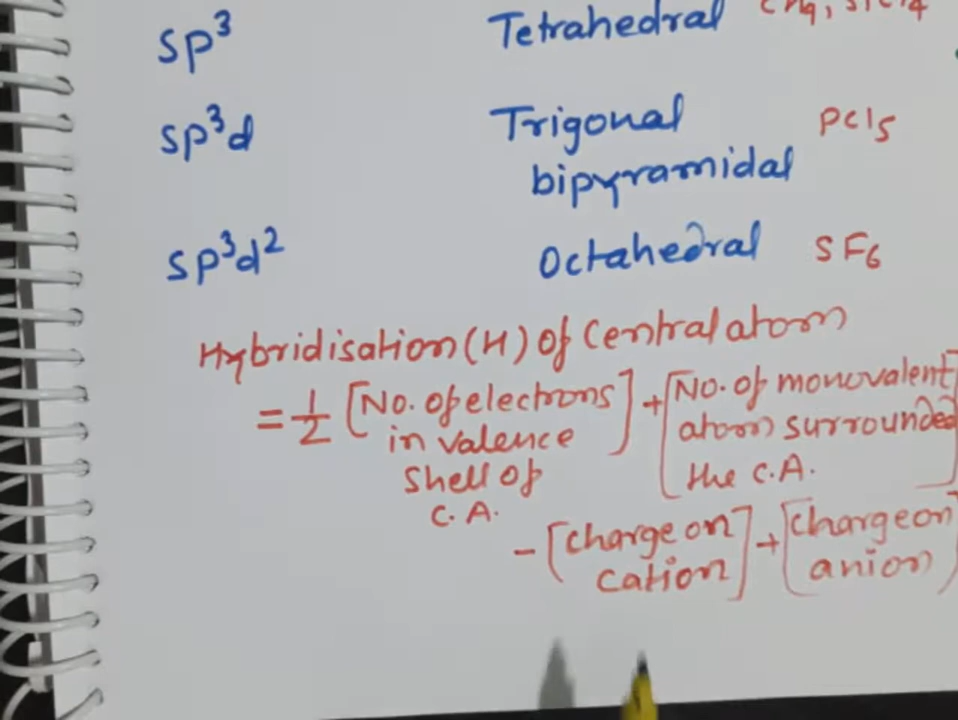 sp³ Tetrahedral
sp³d Trigonal PCl₅
bipyramidal
sp³d² Octahedral SF₆
Hybridisation (H) of Central atom
= 1/2 [No. of electrons] + [No. of monovalent
in valence atom surrounded
shell of the C.A.
C.A.
- [charge on] + [charge on]
cation anion